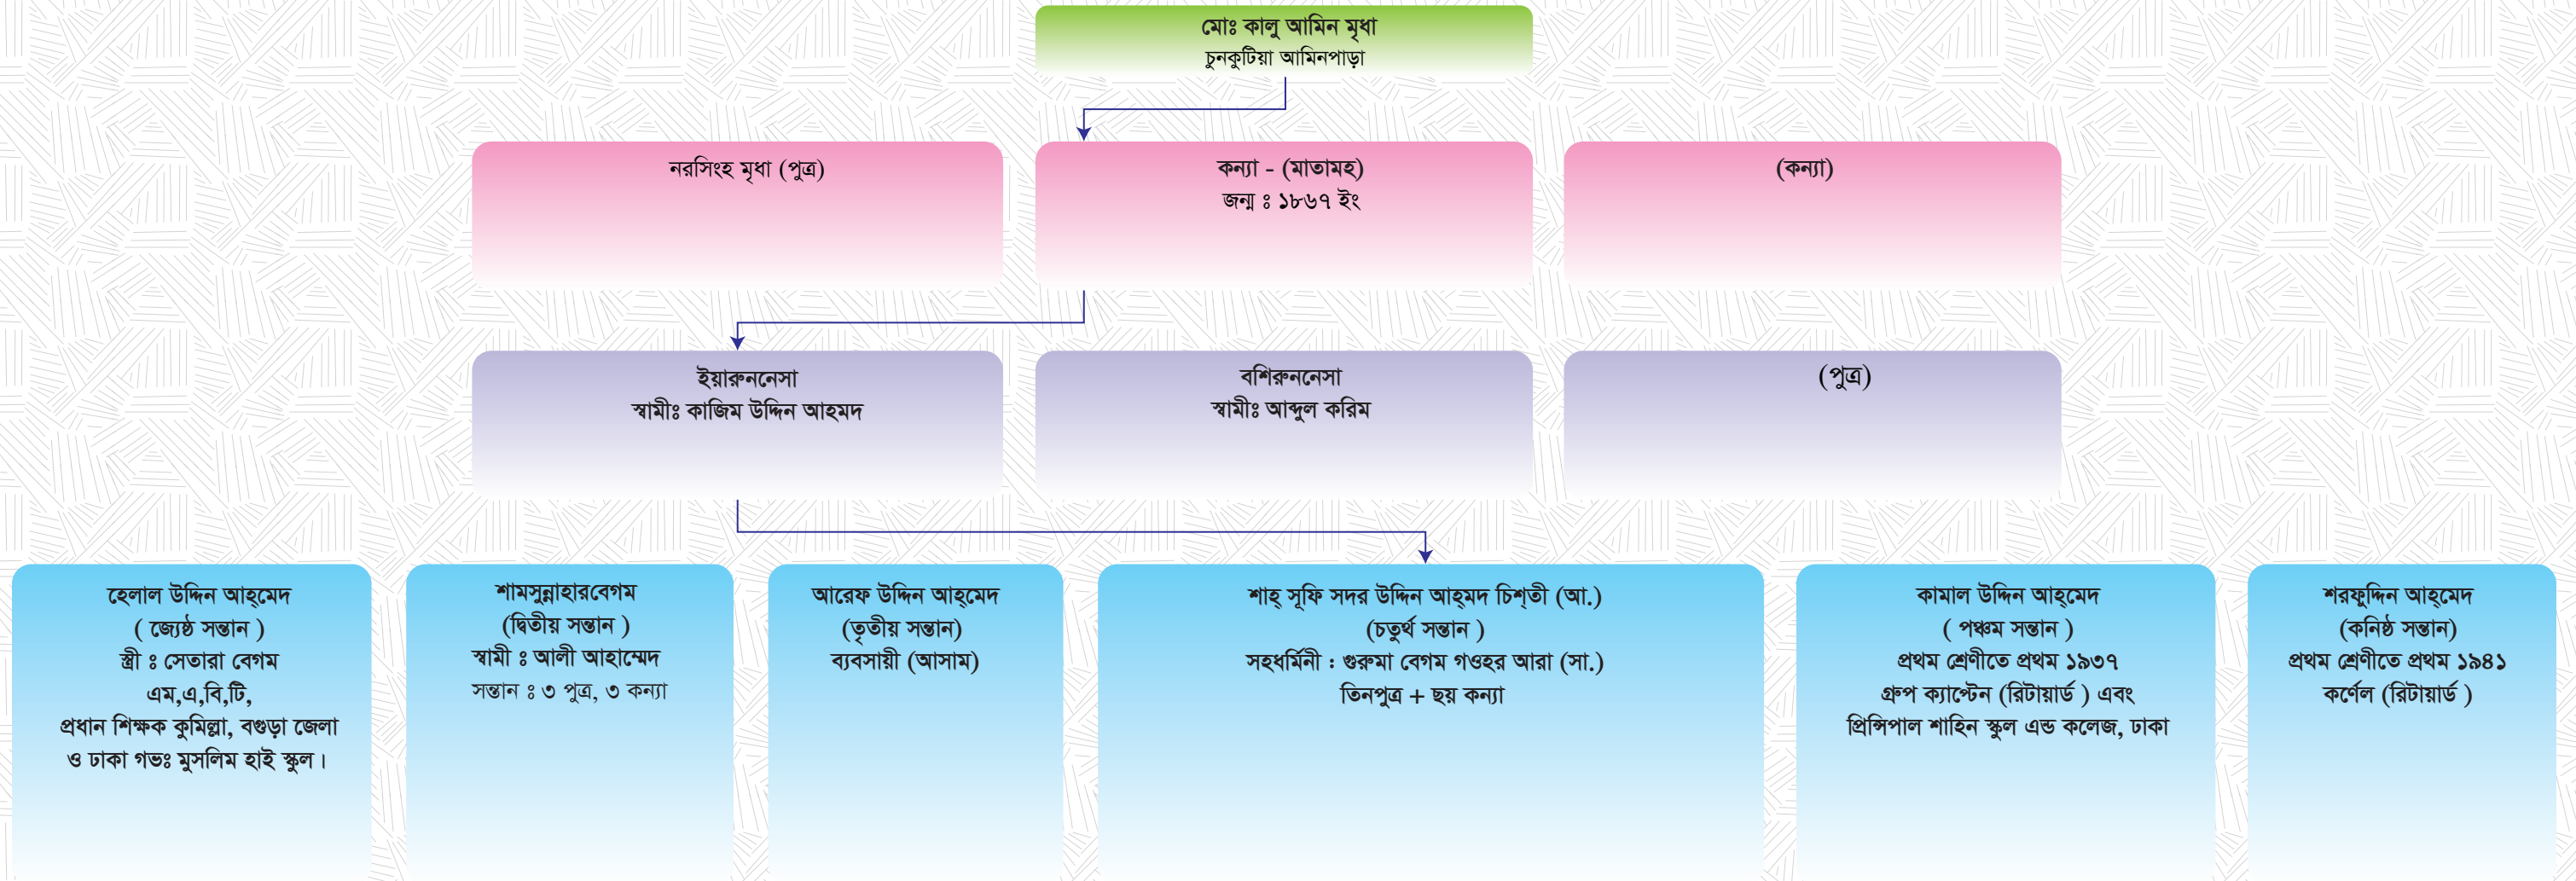 মোঃ কালু আমিন মৃধা
চুনকুটিয়া আমিনপাড়া
নরসিংহ মৃধা (পুত্র)
কন্যা - (মাতামহ)
জন্ম ঃ ১৮৬৭ ইং
(কন্যা)
ইয়ারুননেসা
স্বামীঃ কাজিম উদ্দিন আহমদ
বশিরুননেসা
স্বামীঃ আব্দুল করিম
(পুত্র)
হেলাল উদ্দিন আহ্‌মেদ
( জ্যেষ্ঠ সন্তান )
স্ত্রী ঃ সেতারা বেগম
এম,এ,বি,টি,
প্রধান শিক্ষক কুমিল্লা, বগুড়া জেলা
ও ঢাকা গভঃ মুসলিম হাই স্কুল।
শামসুন্নাহারবেগম
(দ্বিতীয় সন্তান )
স্বামী ঃ আলী আহাম্মেদ
সন্তান ঃ ৩ পুত্র, ৩ কন্যা
আরেফ উদ্দিন আহ্‌মেদ
(তৃতীয় সন্তান)
ব্যবসায়ী (আসাম)
শাহ্ সূফি সদর উদ্দিন আহ্‌মদ চিশ্‌তী (আ.)
(চতুর্থ সন্তান )
সহধর্মিনী : গুরুমা বেগম গওহর আরা (সা.)
তিনপুত্র + ছয় কন্যা
কামাল উদ্দিন আহ্‌মেদ
( পঞ্চম সন্তান )
প্রথম শ্রেণীতে প্রথম ১৯৩৭
গ্রুপ ক্যাপ্টেন (রিটায়ার্ড ) এবং
প্রিন্সিপাল শাহিন স্কুল এন্ড কলেজ, ঢাকা
শরফুদ্দিন আহ্‌মেদ
(কনিষ্ঠ সন্তান)
প্রথম শ্রেণীতে প্রথম ১৯৪১
কর্ণেল (রিটায়ার্ড )